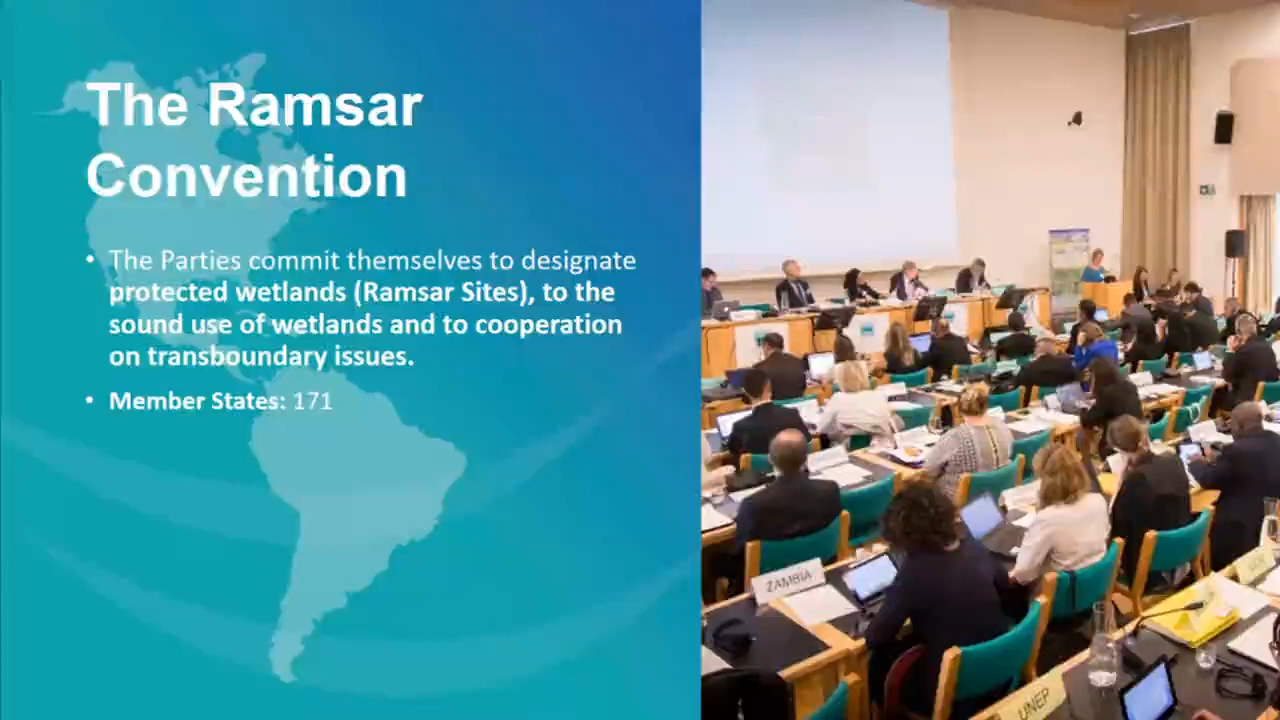 The Ramsar
Convention
• The Parties commit themselves to designate
protected wetlands (Ramsar Sites), to the
sound use of wetlands and to cooperation
on transboundary issues.
• Member States: 171
ZAMBIA
UNEP